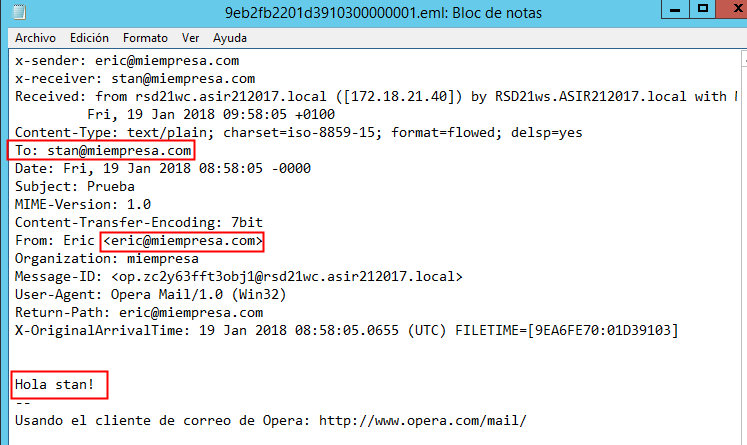 9eb2fb2201d3910300000001.eml: Bloc de notas
Archivo Edición Formato Ver Ayuda
x-sender: eric@miempresa.com
x-receiver: stan@miempresa.com
Received: from rsd21wc.asir212017.local ([172.18.21.40]) by RSD21ws.ASIR212017.local with
Fri, 19 Jan 2018 09:58:05 +0100
Content-Type: text/plain; charset=iso-8859-15; format=flowed; delsp=yes
To: stan@miempresa.com
Date: Fri, 19 Jan 2018 08:58:05 -0000
Subject: Prueba
MIME-Version: 1.0
Content-Transfer-Encoding: 7bit
From: Eric <eric@miempresa.com>
Organization: miempresa
Message-ID: <op.zc2y63fft3obj1@rsd21wc.asir212017.local>
User-Agent: Opera Mail/1.0 (Win32)
Return-Path: eric@miempresa.com
X-OriginalArrivalTime: 19 Jan 2018 08:58:05.0655 (UTC) FILETIME=[9EA6FE70:01D39103]
Hola stan!
--
Usando el cliente de correo de Opera: http://www.opera.com/mail/